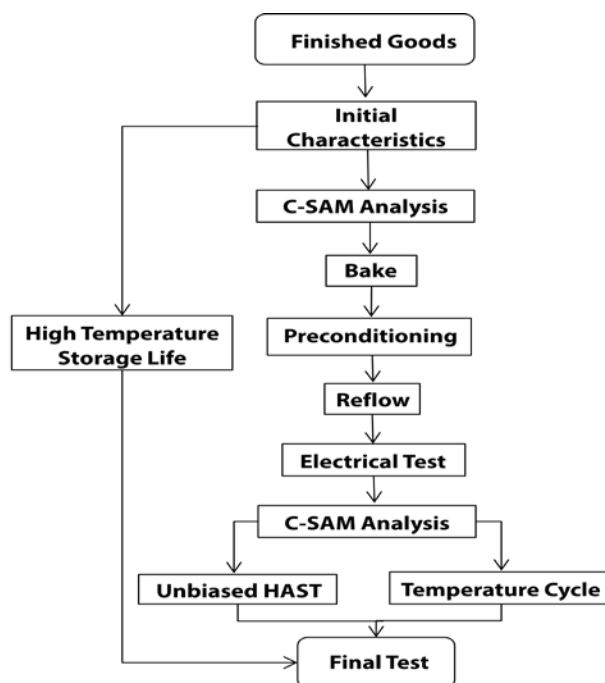 Finished Goods
Initial
Characteristics
C-SAM Analysis
Bake
High Temperature
Storage Life
Preconditioning
Reflow
Electrical Test
C-SAM Analysis
Unbiased HAST
Temperature Cycle
Final Test